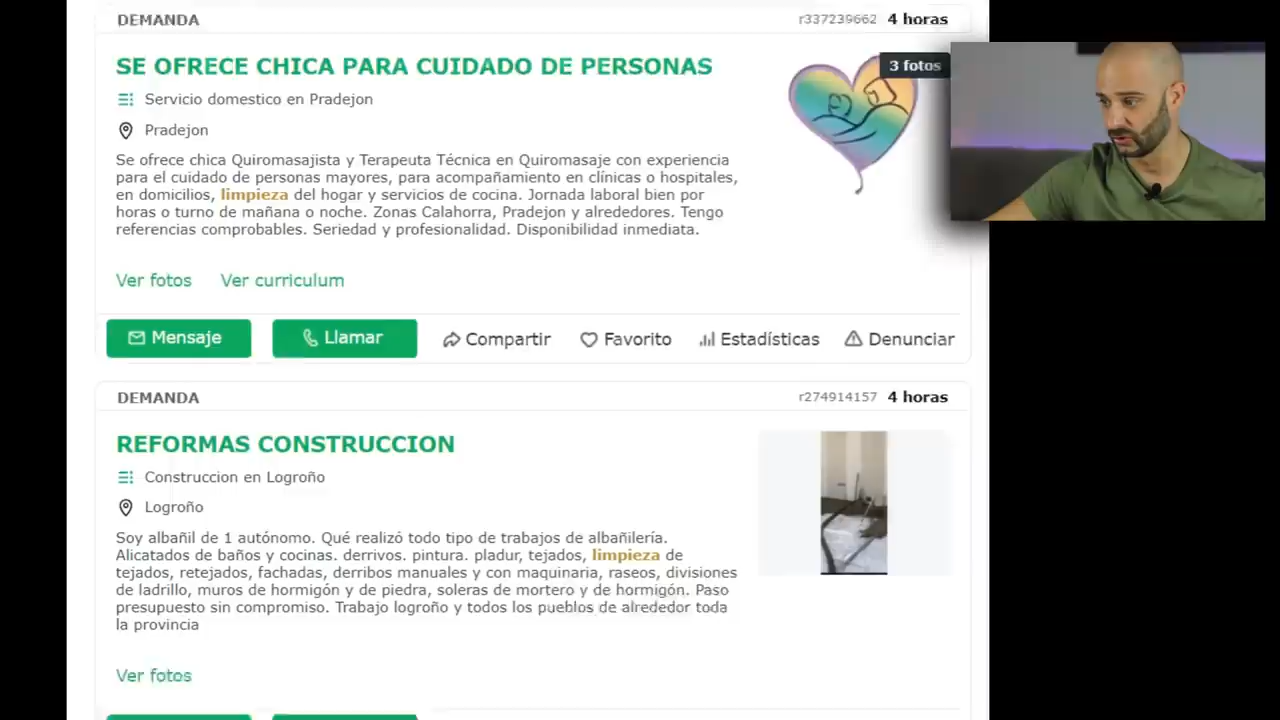 DEMANDA
r337239662 4 horas
SE OFRECE CHICA PARA CUIDADO DE PERSONAS
3 fotos
Servicio domestico en Pradejon
Pradejon
Se ofrece chica Quiromasajista y Terapeuta Técnica en Quiromasaje con experiencia
para el cuidado de personas mayores, para acompañamiento en clínicas o hospitales,
en domicilios, limpieza del hogar y servicios de cocina. Jornada laboral bien por
horas o turno de mañana o noche. Zonas Calahorra, Pradejon y alrededores. Tengo
referencias comprobables. Seriedad y profesionalidad. Disponibilidad inmediata.
Ver fotos Ver curriculum
Mensaje Llamar Compartir Favorito Estadísticas Denunciar
DEMANDA
r274914157 4 horas
REFORMAS CONSTRUCCION
Construccion en Logroño
Logroño
Soy albañil de 1 autónomo. Qué realizó todo tipo de trabajos de albañilería.
Alicatados de baños y cocinas. derrivos. pintura. pladur, tejados, limpieza de
tejados, retejados, fachadas, derribos manuales y con maquinaria, raseos, divisiones
de ladrillo, muros de hormigón y de piedra, soleras de mortero y de hormigón. Paso
presupuesto sin compromiso. Trabajo logroño y todos los pueblos de alrededor toda
la provincia
Ver fotos